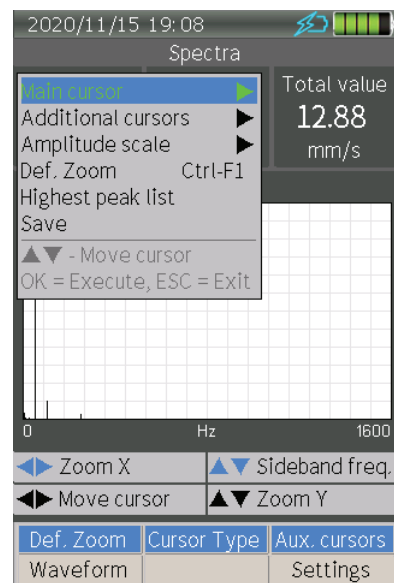 2020/11/15 19:08
Spectra
Main cursor ▶
Additional cursors ▶
Amplitude scale ▶
Def. Zoom Ctrl-F1
Highest peak list
Save
▲▼ - Move cursor
OK = Execute, ESC = Exit
Total value
12.88
mm/s
0 Hz 1600
◀▶ Zoom X ▲▼ Sideband freq.
◀▶ Move cursor ▲▼ Zoom Y
Def. Zoom Cursor Type Aux. cursors
Waveform Settings